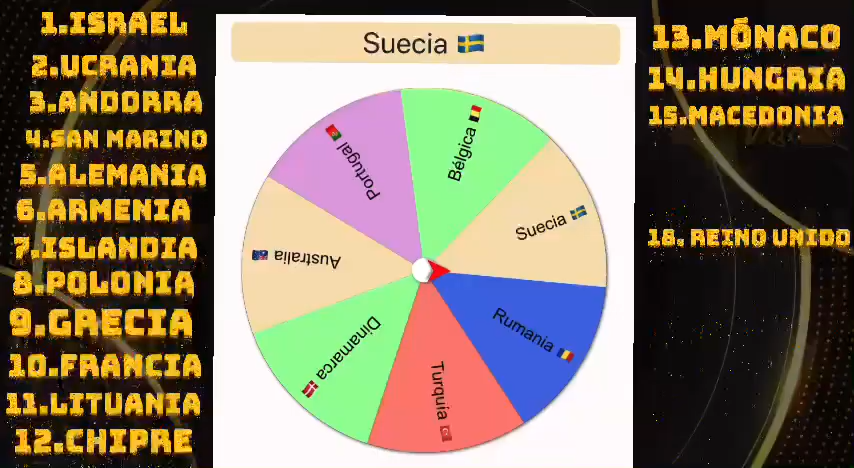 1.ISRAEL
2.UCRANIA
3.ANDORRA
4.SAN MARINO
5.ALEMANIA
6.ARMENIA
7.ISLANDIA
8.POLONIA
9.GRECIA
10.FRANCIA
11.LITUANIA
12.CHIPRE
Suecia 🇸🇪
Bélgica 🇧🇪
Suecia 🇸🇪
Rumania 🇷🇴
Turquía 🇹🇷
Dinamarca 🇩🇰
Australia 🇦🇺
Portugal 🇵🇹
13.MÓNACO
14.HUNGRIA
15.MACEDONIA
18. REINO UNIDO